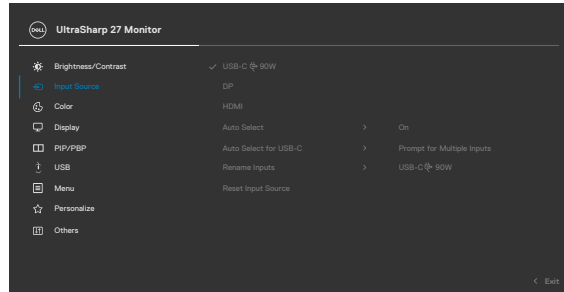 DELL UltraSharp 27 Monitor
Brightness/Contrast ✓ USB-C 90W
Input Source DP
Color HDMI
Display Auto Select > On
PIP/PBP Auto Select for USB-C > Prompt for Multiple Inputs
USB Rename Inputs > USB-C 90W
Menu Reset Input Source
Personalize
Others
< Exit